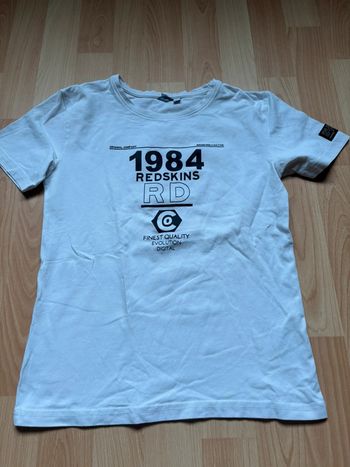 1984
REDSKINS
RD
FINEST QUALITY
EVOLUTION
DIGITAL